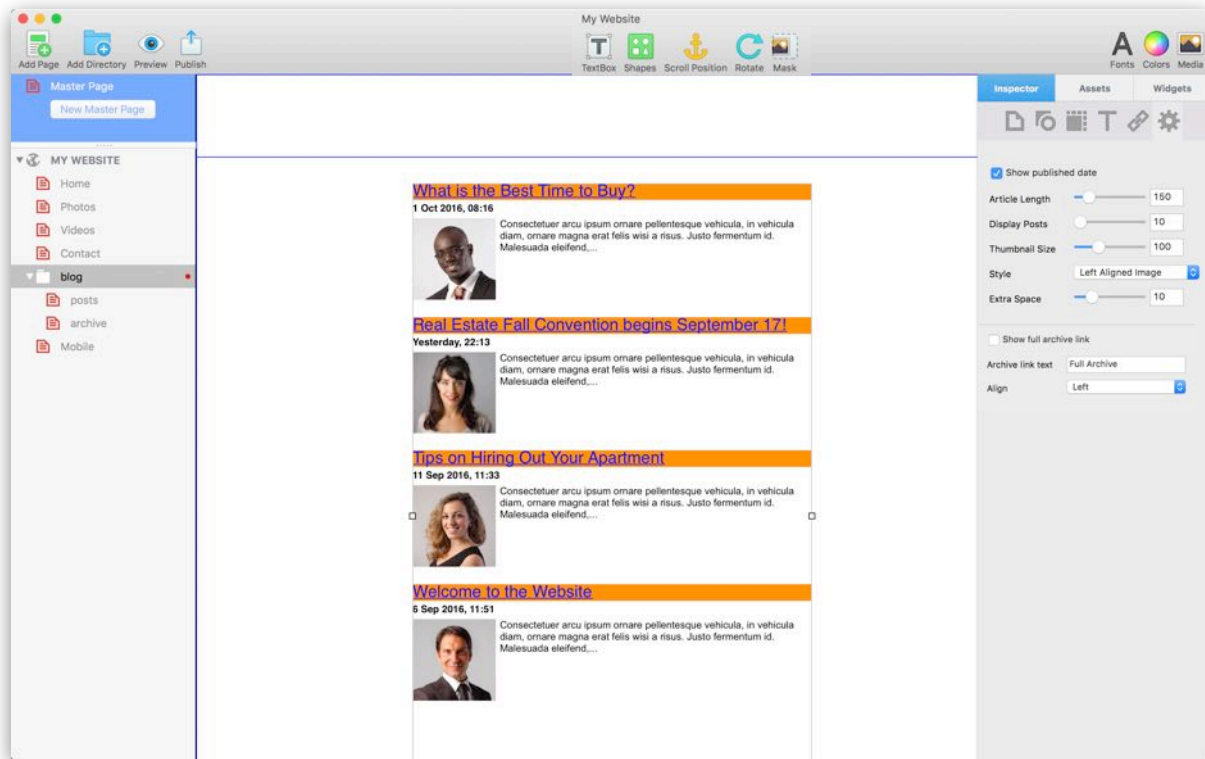 My Website
Add Page Add Directory Preview Publish
TextBox Shapes Scroll Position Rotate Mask
Fonts Colors Media
Master Page
New Master Page
MY WEBSITE
Home
Photos
Videos
Contact
blog
posts
archive
Mobile
What is the Best Time to Buy?
1 Oct 2016, 08:16
Consectetuer arcu ipsum ornare pellentesque vehicula, in vehicula
diam, ornare magna erat felis wisi a risus. Justo fermentum id.
Malesuada eleifend,...
Real Estate Fall Convention begins September 17!
Yesterday, 22:13
Consectetuer arcu ipsum ornare pellentesque vehicula, in vehicula
diam, ornare magna erat felis wisi a risus. Justo fermentum id.
Malesuada eleifend,...
Tips on Hiring Out Your Apartment
11 Sep 2016, 11:33
Consectetuer arcu ipsum ornare pellentesque vehicula, in vehicula
diam, ornare magna erat felis wisi a risus. Justo fermentum id.
Malesuada eleifend,...
Welcome to the Website
6 Sep 2016, 11:51
Consectetuer arcu ipsum ornare pellentesque vehicula, in vehicula
diam, ornare magna erat felis wisi a risus. Justo fermentum id.
Malesuada eleifend,...
Inspector Assets Widgets
Show published date
Article Length 150
Display Posts 10
Thumbnail Size 100
Style Left Aligned Image
Extra Space 10
Show full archive link
Archive link text Full Archive
Align Left